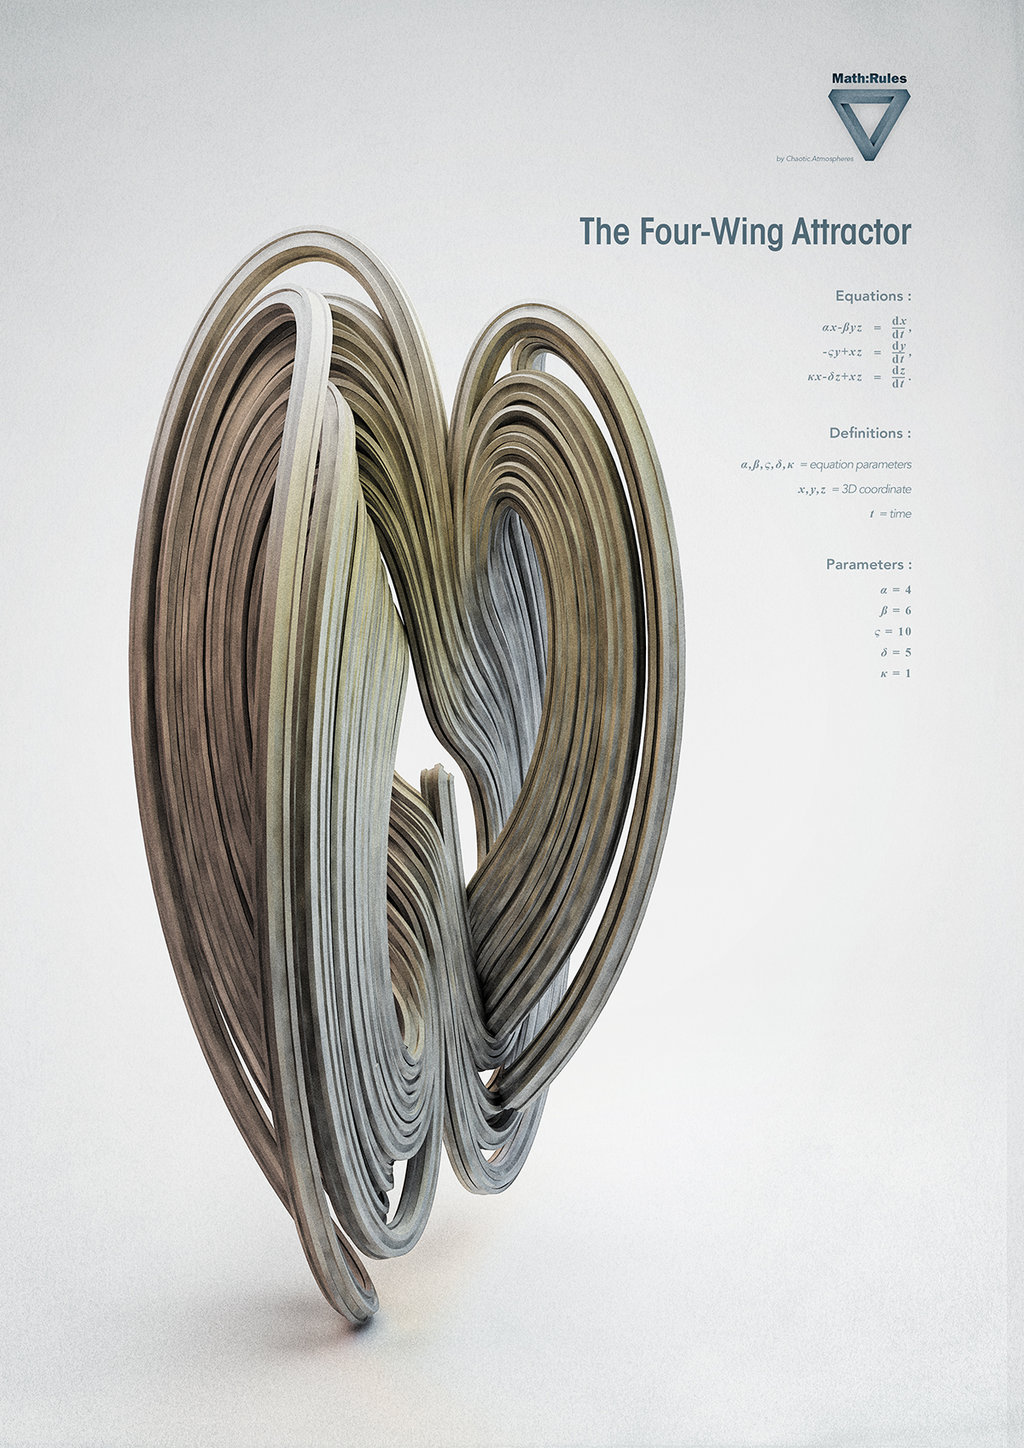 Math:Rules
by Chaotic Atmospheres
The Four-Wing Attractor
Equations :
αx-βyz = dx/dt,
-ςy+xz = dy/dt,
κx-δz+xz = dz/dt.
Definitions :
α,β,ς,δ,κ = equation parameters
x,y,z = 3D coordinate
t = time
Parameters :
α = 4
β = 6
ς = 10
δ = 5
κ = 1